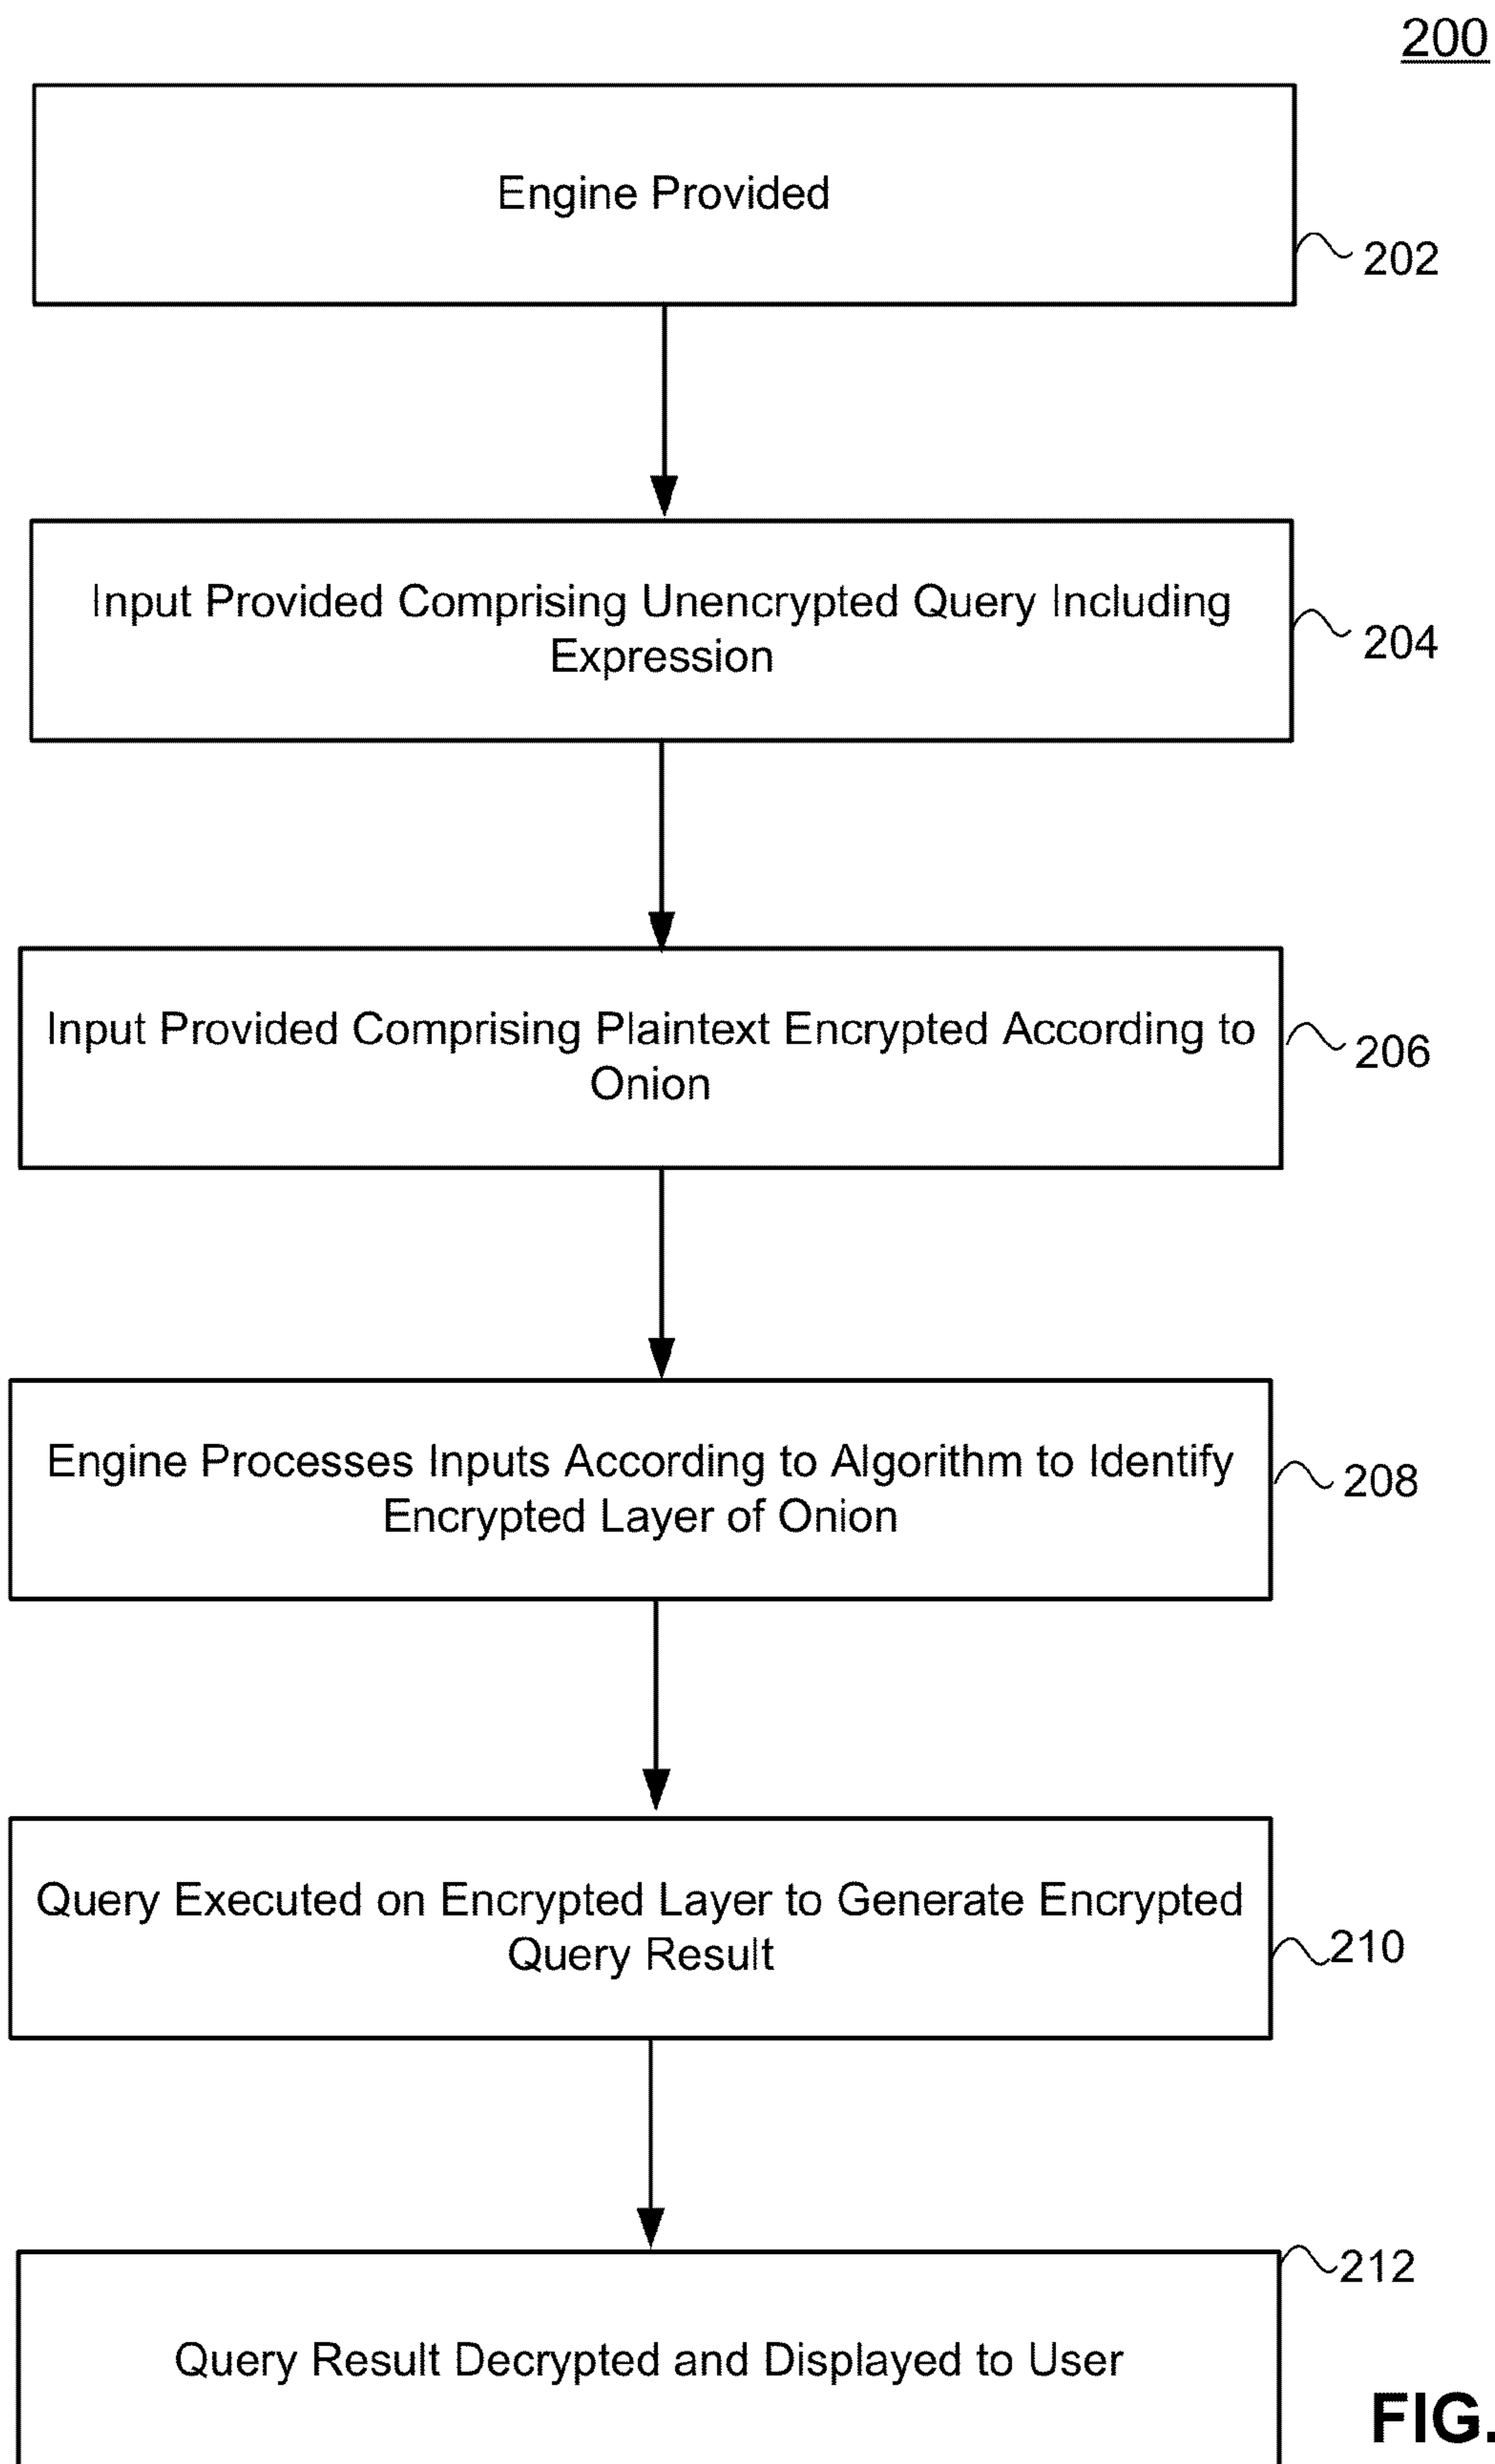 200
Engine Provided
202
Input Provided Comprising Unencrypted Query Including
Expression
204
Input Provided Comprising Plaintext Encrypted According to
Onion
206
Engine Processes Inputs According to Algorithm to Identify
Encrypted Layer of Onion
208
Query Executed on Encrypted Layer to Generate Encrypted
Query Result
210
212
Query Result Decrypted and Displayed to User
FIG.